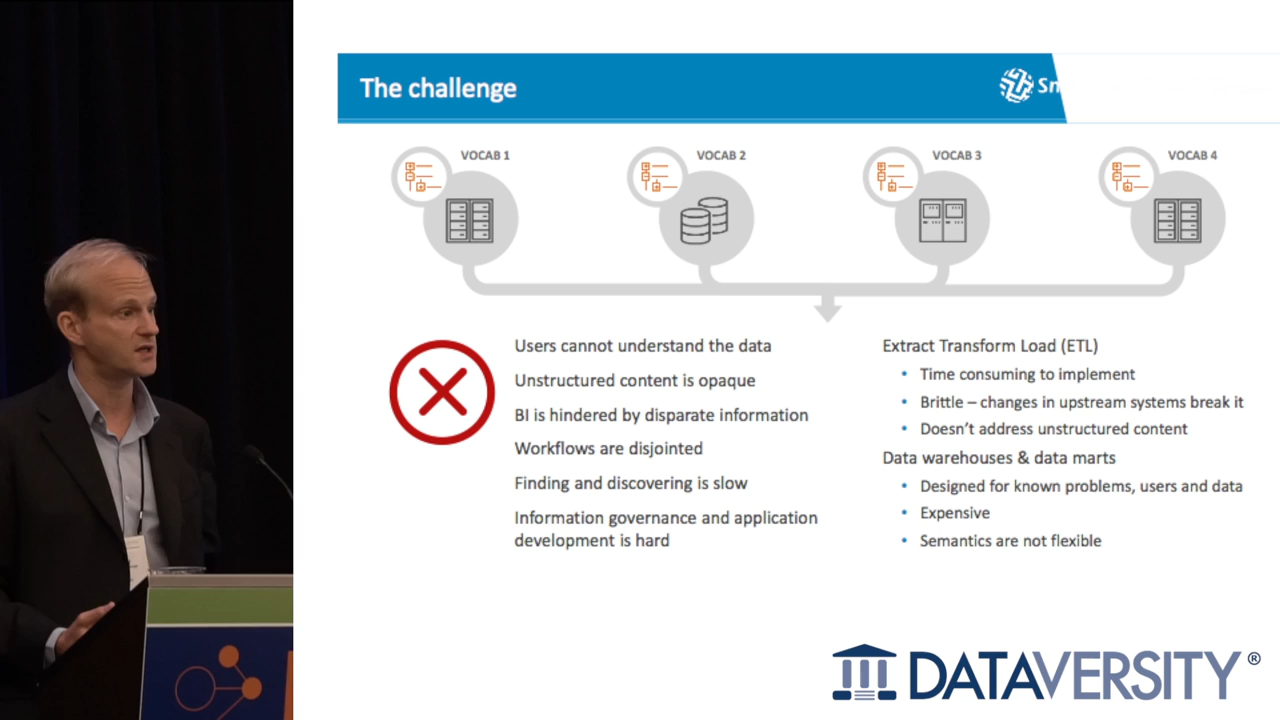 The challenge
VOCAB 1
VOCAB 2
VOCAB 3
VOCAB 4
Users cannot understand the data
Unstructured content is opaque
BI is hindered by disparate information
Workflows are disjointed
Finding and discovering is slow
Information governance and application
development is hard
Extract Transform Load (ETL)
• Time consuming to implement
• Brittle – changes in upstream systems break it
• Doesn't address unstructured content
Data warehouses & data marts
• Designed for known problems, users and data
• Expensive
• Semantics are not flexible
DATAVERSITY®